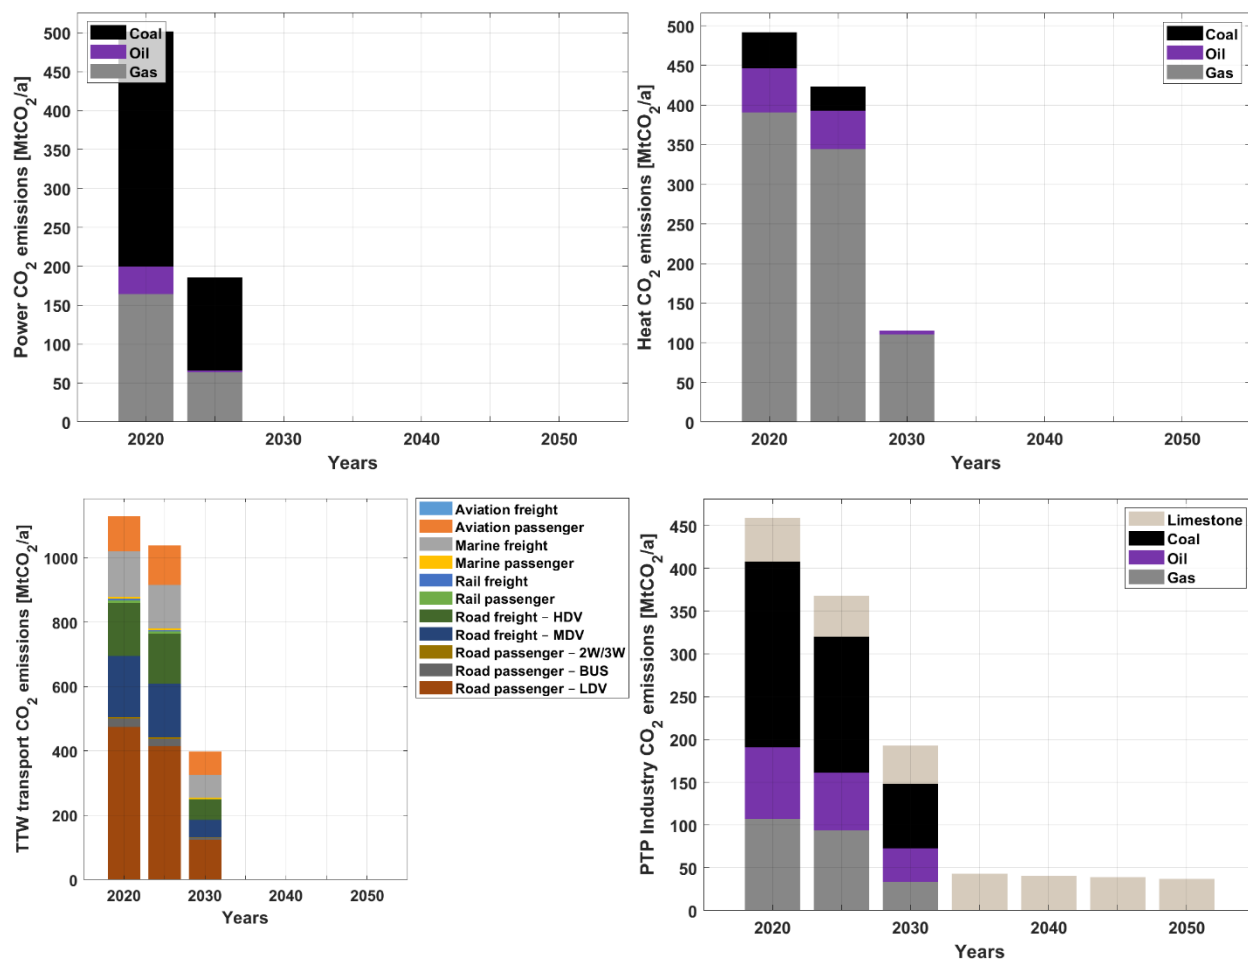 Power CO2 emissions [MtCO2/a]
500
450
400
350
300
250
200
150
100
50
0
Coal
Oil
Gas
2020
2030
2040
2050
Years
Heat CO2 emissions [MtCO2/a]
500
450
400
350
300
250
200
150
100
50
0
Coal
Oil
Gas
2020
2030
2040
2050
Years
TTW transport CO2 emissions [MtCO2/a]
1000
800
600
400
200
0
2020
2030
2040
2050
Years
Aviation freight
Aviation passenger
Marine freight
Marine passenger
Rail freight
Rail passenger
Road freight – HDV
Road freight – MDV
Road passenger – 2W/3W
Road passenger – BUS
Road passenger – LDV
PTP Industry CO2 emissions [MtCO2/a]
450
400
350
300
250
200
150
100
50
0
Limestone
Coal
Oil
Gas
2020
2030
2040
2050
Years